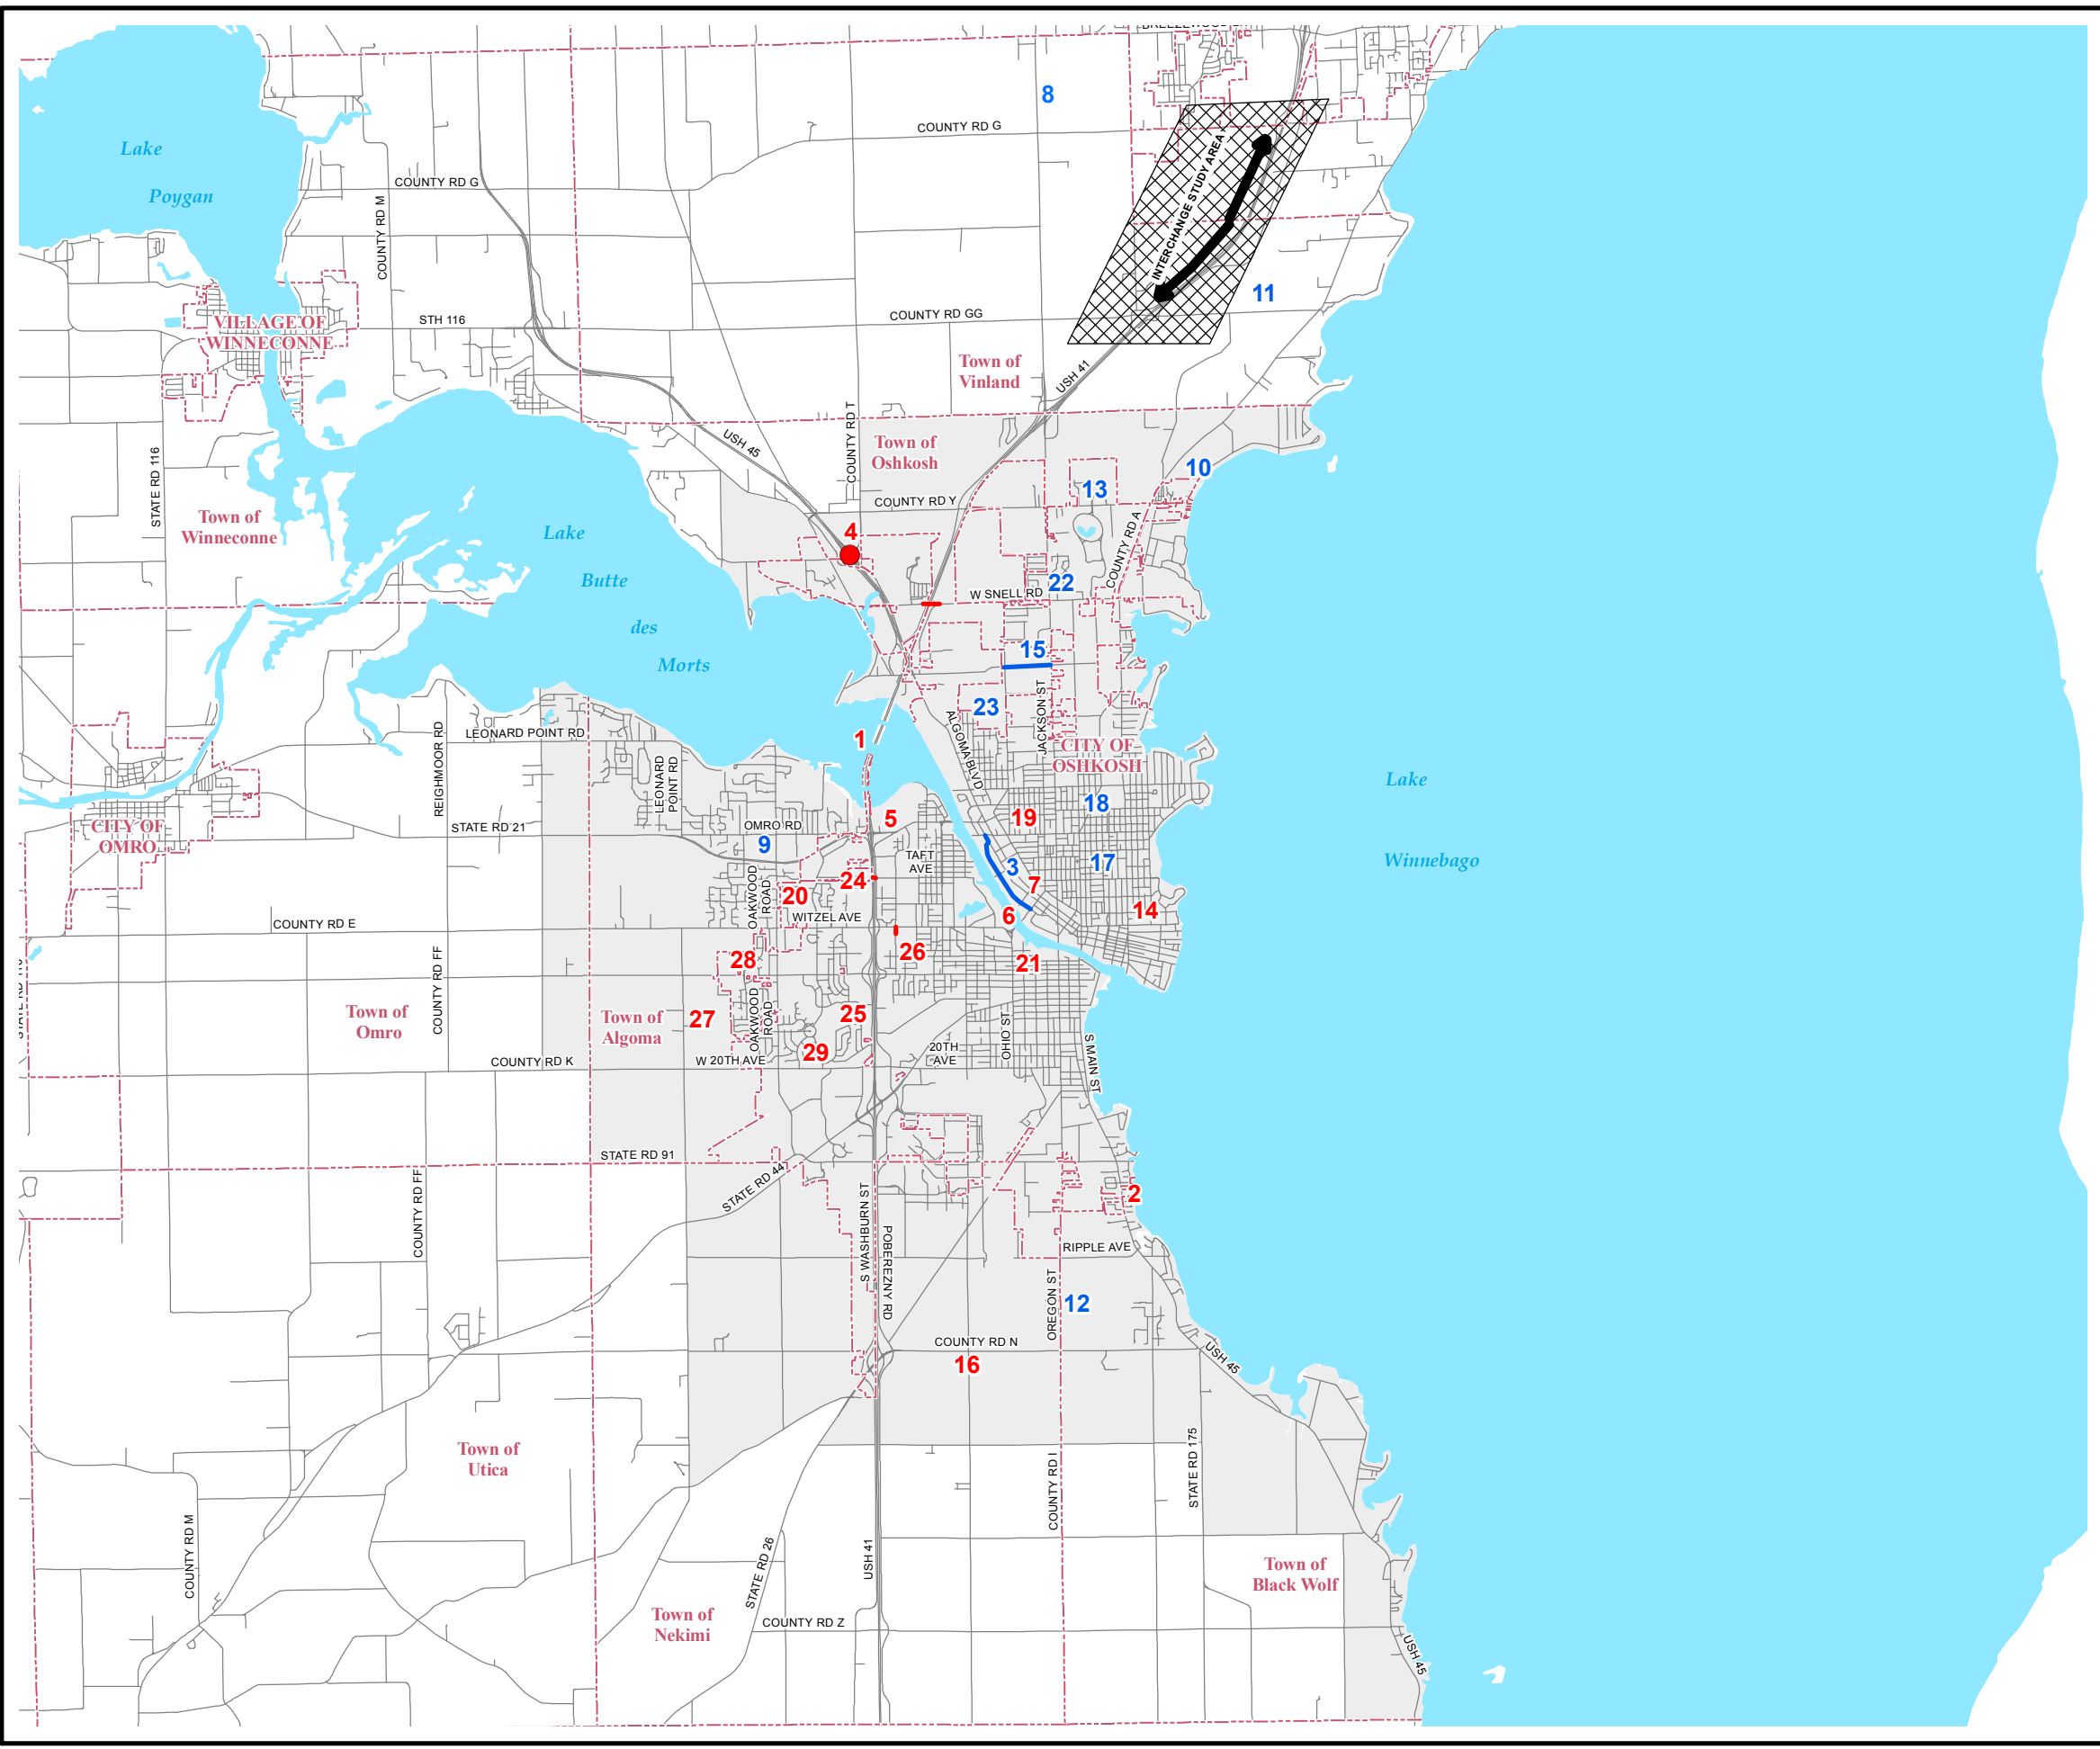 8
COUNTY RD G
INTERCHANGE STUDY AREA
Lake
Poygan
COUNTY RD G
COUNTY RD M
11
STH 116
COUNTY RD GG
VILLAGE OF
WINNECONNE
Town of
Vinland
USH 41
USH 45
COUNTY RD T
Town of
Oshkosh
10
13
STATE RD 116
COUNTY RD Y
Town of
Winneconne
Lake
Butte
des
Morts
4
COUNTY RD A
22
W SNELL RD
15
23
ALGOMA BLVD
JACKSON ST
REIGHMOOR RD
LEONARD POINT RD
1
CITY OF
OSHKOSH
LEONARD
POINT RD
Lake
Winnebago
18
19
5
CITY OF
OMRO
STATE RD 21
OMRO RD
9
TAFT
AVE
3
17
24
7
20
OAKWOOD
ROAD
WITZEL AVE
6
14
COUNTY RD E
COUNTY RD FF
28
26
21
Town of
Omro
Town of
Algoma
27
OAKWOOD
ROAD
25
OHIO ST
S MAIN ST
29
20TH
AVE
COUNTY RD K
W 20TH AVE
STATE RD 91
STATE RD 44
COUNTY RD FF
S WASHBURN ST
POBEREZNY RD
2
RIPPLE AVE
OREGON ST
12
COUNTY RD N
16
USH 45
Town of
Utica
COUNTY RD I
STATE RD 175
COUNTY RD M
STATE RD 26
USH 41
Town of
Black Wolf
Town of
Nekimi
COUNTY RD Z
USH 45